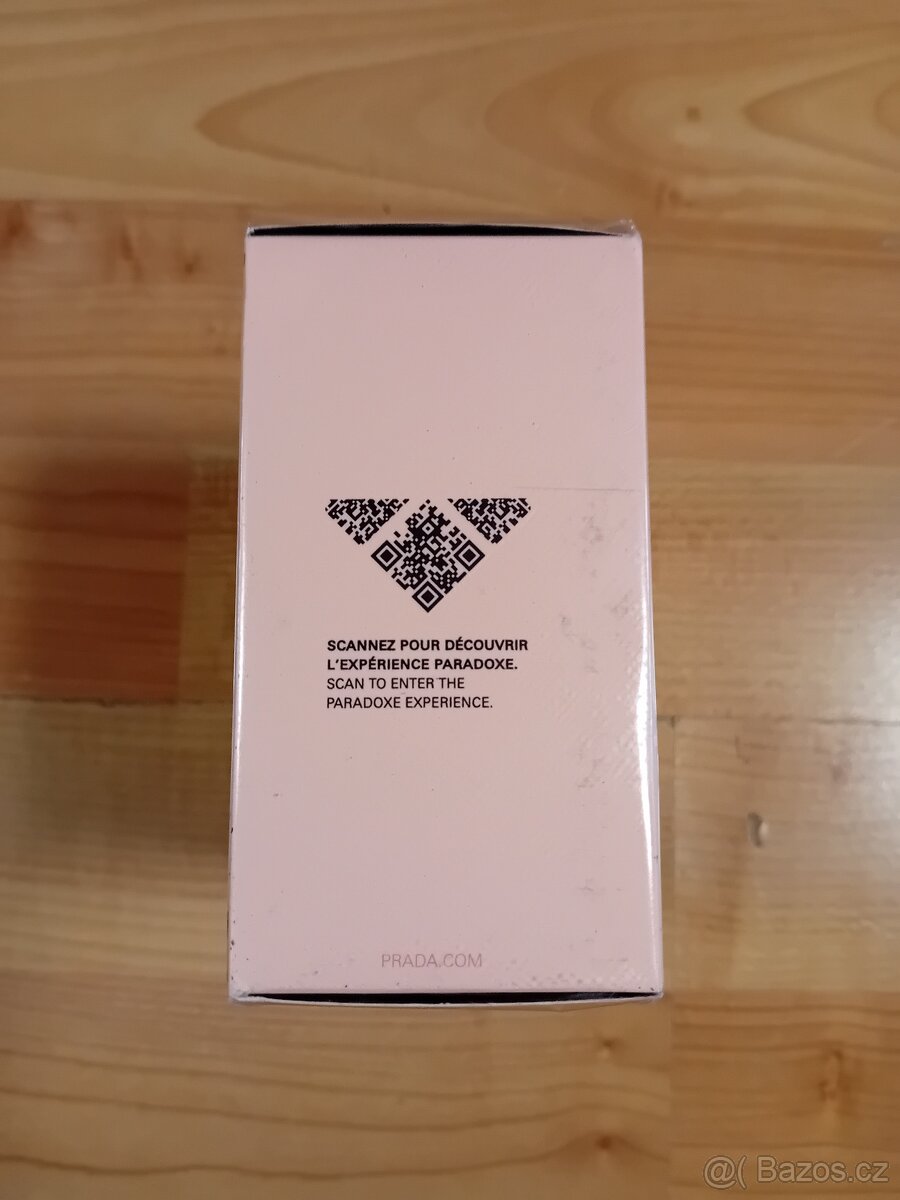 SCANNEZ POUR DÉCOUVRIR
L'EXPÉRIENCE PARADOXE.
SCAN TO ENTER THE
PARADOXE EXPERIENCE.
PRADA.COM
@( Bazos.cz